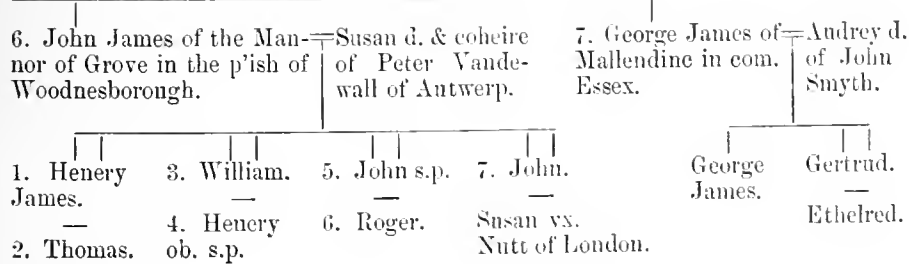 6. John James of the Man-
nor of Grove in the p'ish of
Woodnesborough.
Susan d. & coheire
of Peter Vande-
wall of Antwerp.
7. George James of
Mallendine in com.
Essex.
Audrey d.
of John
Smyth.
1. Henery
James.
—
2. Thomas.
3. William.
—
4. Henery
ob. s.p.
5. John s.p.
—
6. Roger.
7. John.
—
Susan vx.
Nutt of London.
George
James.
Gertrud.
—
Ethelred.